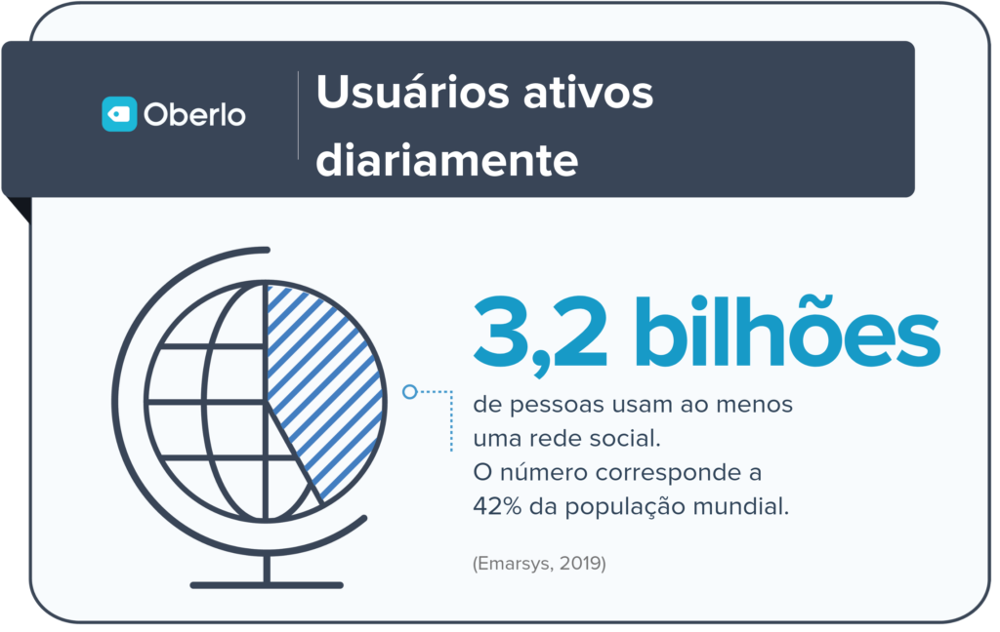 Oberlo
Usuários ativos
diariamente
3,2 bilhões
de pessoas usam ao menos
uma rede social.
O número corresponde a
42% da população mundial.
(Emarsys, 2019)